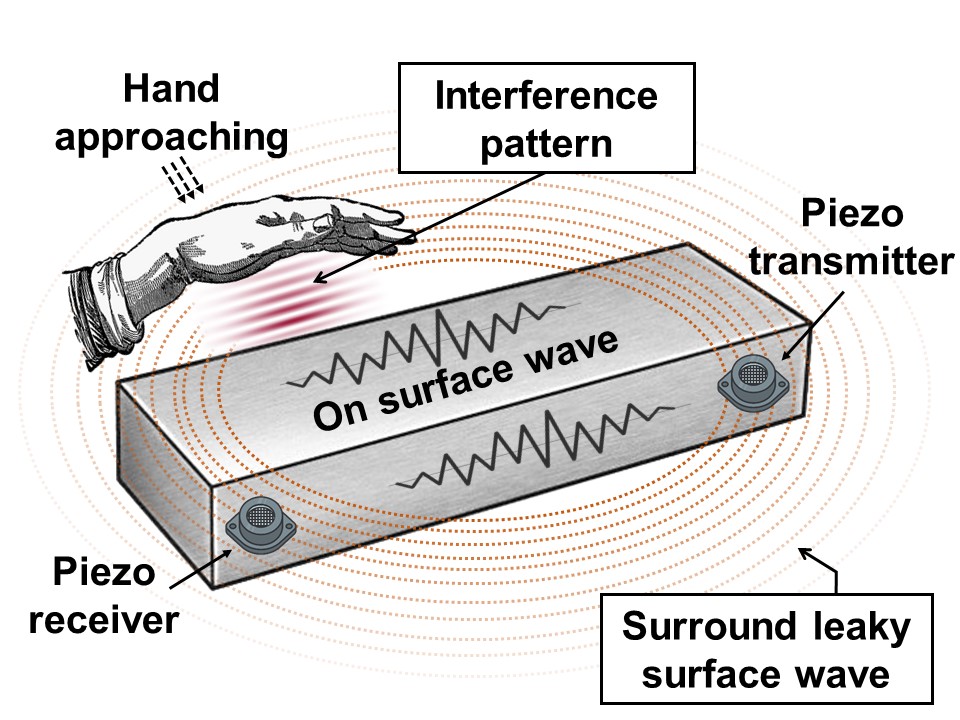 Hand
approaching
Interference
pattern
Piezo
transmitter
On surface wave
Piezo
receiver
Surround leaky
surface wave